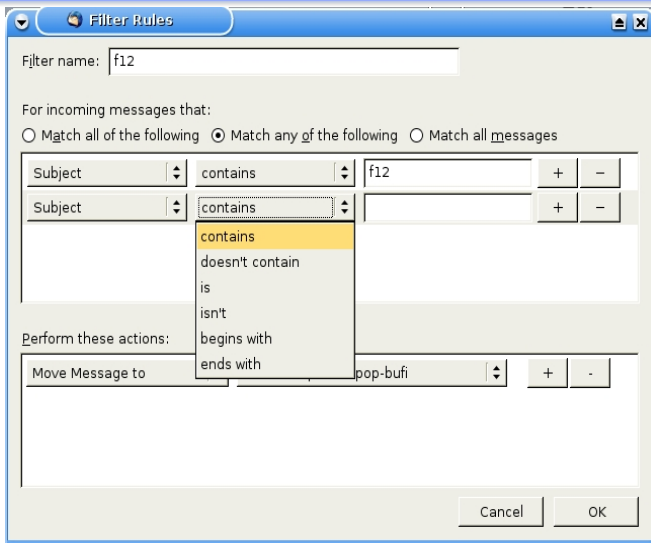 Filter Rules
Filter name: f12
For incoming messages that:
Match all of the following Match any of the following Match all messages
Subject contains f12 + −
Subject contains + −
contains
doesn't contain
is
isn't
begins with
ends with
Perform these actions:
Move Message to pop-bufi + -
Cancel OK